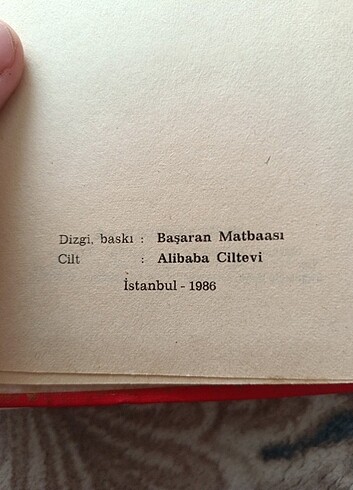 Dizgi, baskı : Başaran Matbaası
Cilt : Alibaba Ciltevi
İstanbul - 1986